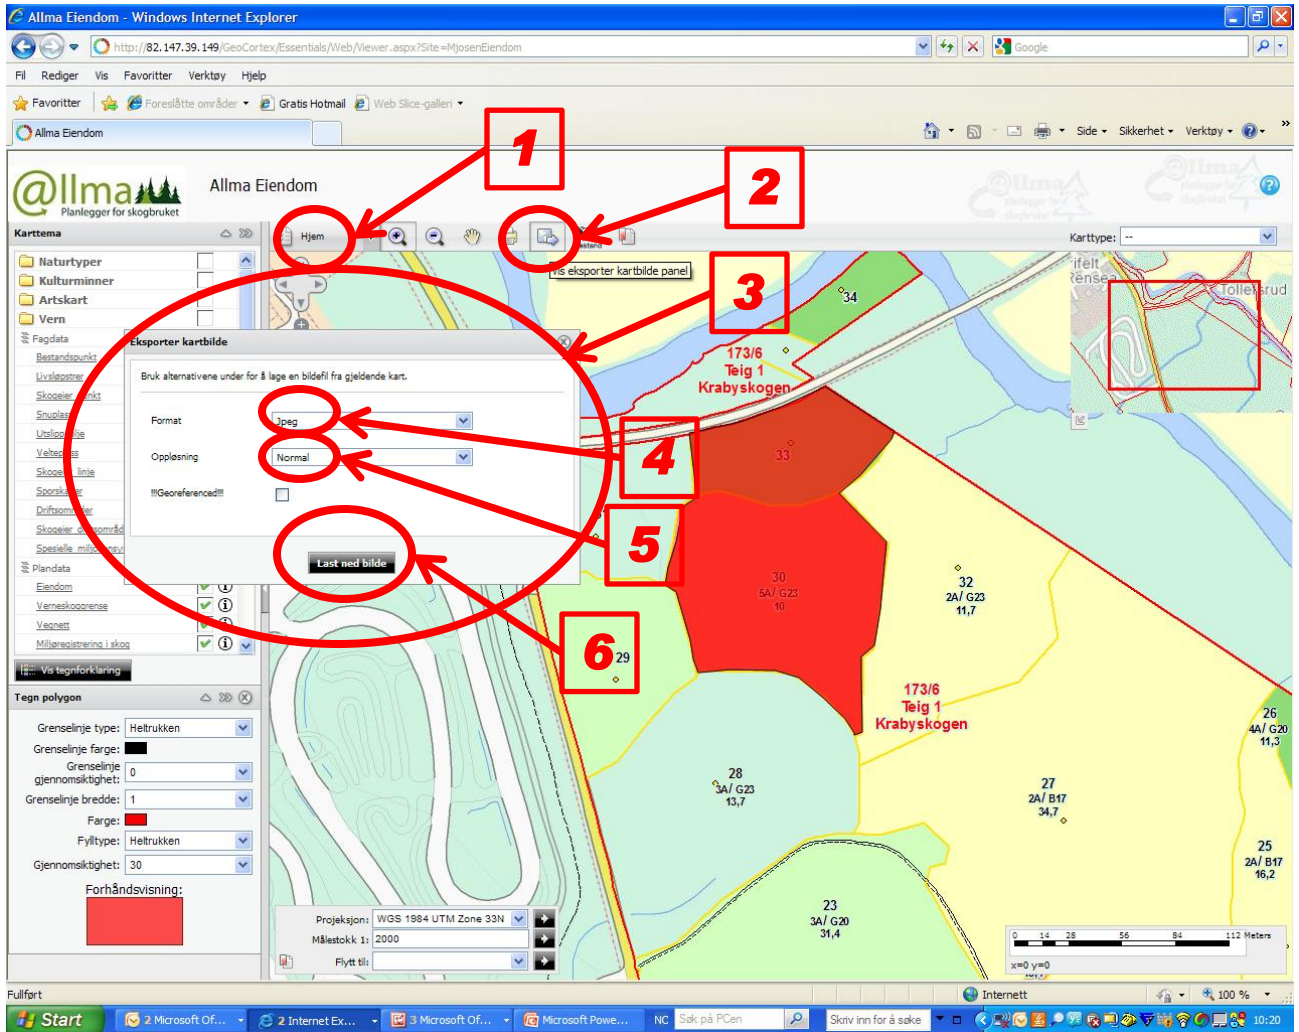 Allma Eiendom - Windows Internet Explorer
http://82.147.39.149/GeoCortex/Essentials/Web/Viewer.aspx?Site=MjosenEiendom
Google
Fil Rediger Vis Favoritter Verktøy Hjelp
Favoritter Foreslåtte områder Gratis Hotmail Web Slice-galleri
Allma Eiendom
Side Sikkerhet Verktøy »
1
2
@llma
Planlegger for skogbruket
Allma Eiendom
Karttema
Hjem
Karttype: --
Vis eksporter kartbilde panel
3
Naturtyper
Kulturminner
Artskart
Vern
Fagdata
Bestandspunkt
Livsløpstrær
Skogeier punkt
Snuplass
Velteplass
Skogeier linje
Driftsområder
Plandata
Eiendom
Verneskoggrense
Vegnett
Miljøregistrering i skog
Vis tegnforklaring
Eksporter kartbilde
Bruk alternativene under for å lage en bildefil fra gjeldende kart.
Format Jpeg
Oppløsning Normal
!!!Georeferenced!!!
Last ned bilde
4
5
6
34
173/6
Teig 1
Krabyskogen
Tollefsrud
33
30
5A/ G23
10
32
2A/ G23
11,7
29
173/6
Teig 1
Krabyskogen
26
4A/ G20
11,3
28
3A/ G23
13,7
27
2A/ B17
34,7
25
2A/ B17
16,2
23
3A/ G20
31,4
Tegn polygon
Grenselinje type: Heltrukken
Grenselinje farge:
Grenselinje
gjennomsiktighet: 0
Grenselinje bredde: 1
Farge:
Fylltype: Heltrukken
Gjennomsiktighet: 30
Forhåndsvisning:
Projeksjon: WGS 1984 UTM Zone 33N
Målestokk 1: 2000
Flytt til:
0 14 28 56 84 112 Meters
x=0 y=0
Fullført
Internett
100 %
Start
2 Microsoft Of...
2 Internet Ex...
3 Microsoft Of...
Microsoft Powe...
NC Søk på PCen
Skriv inn for å søke
10:20